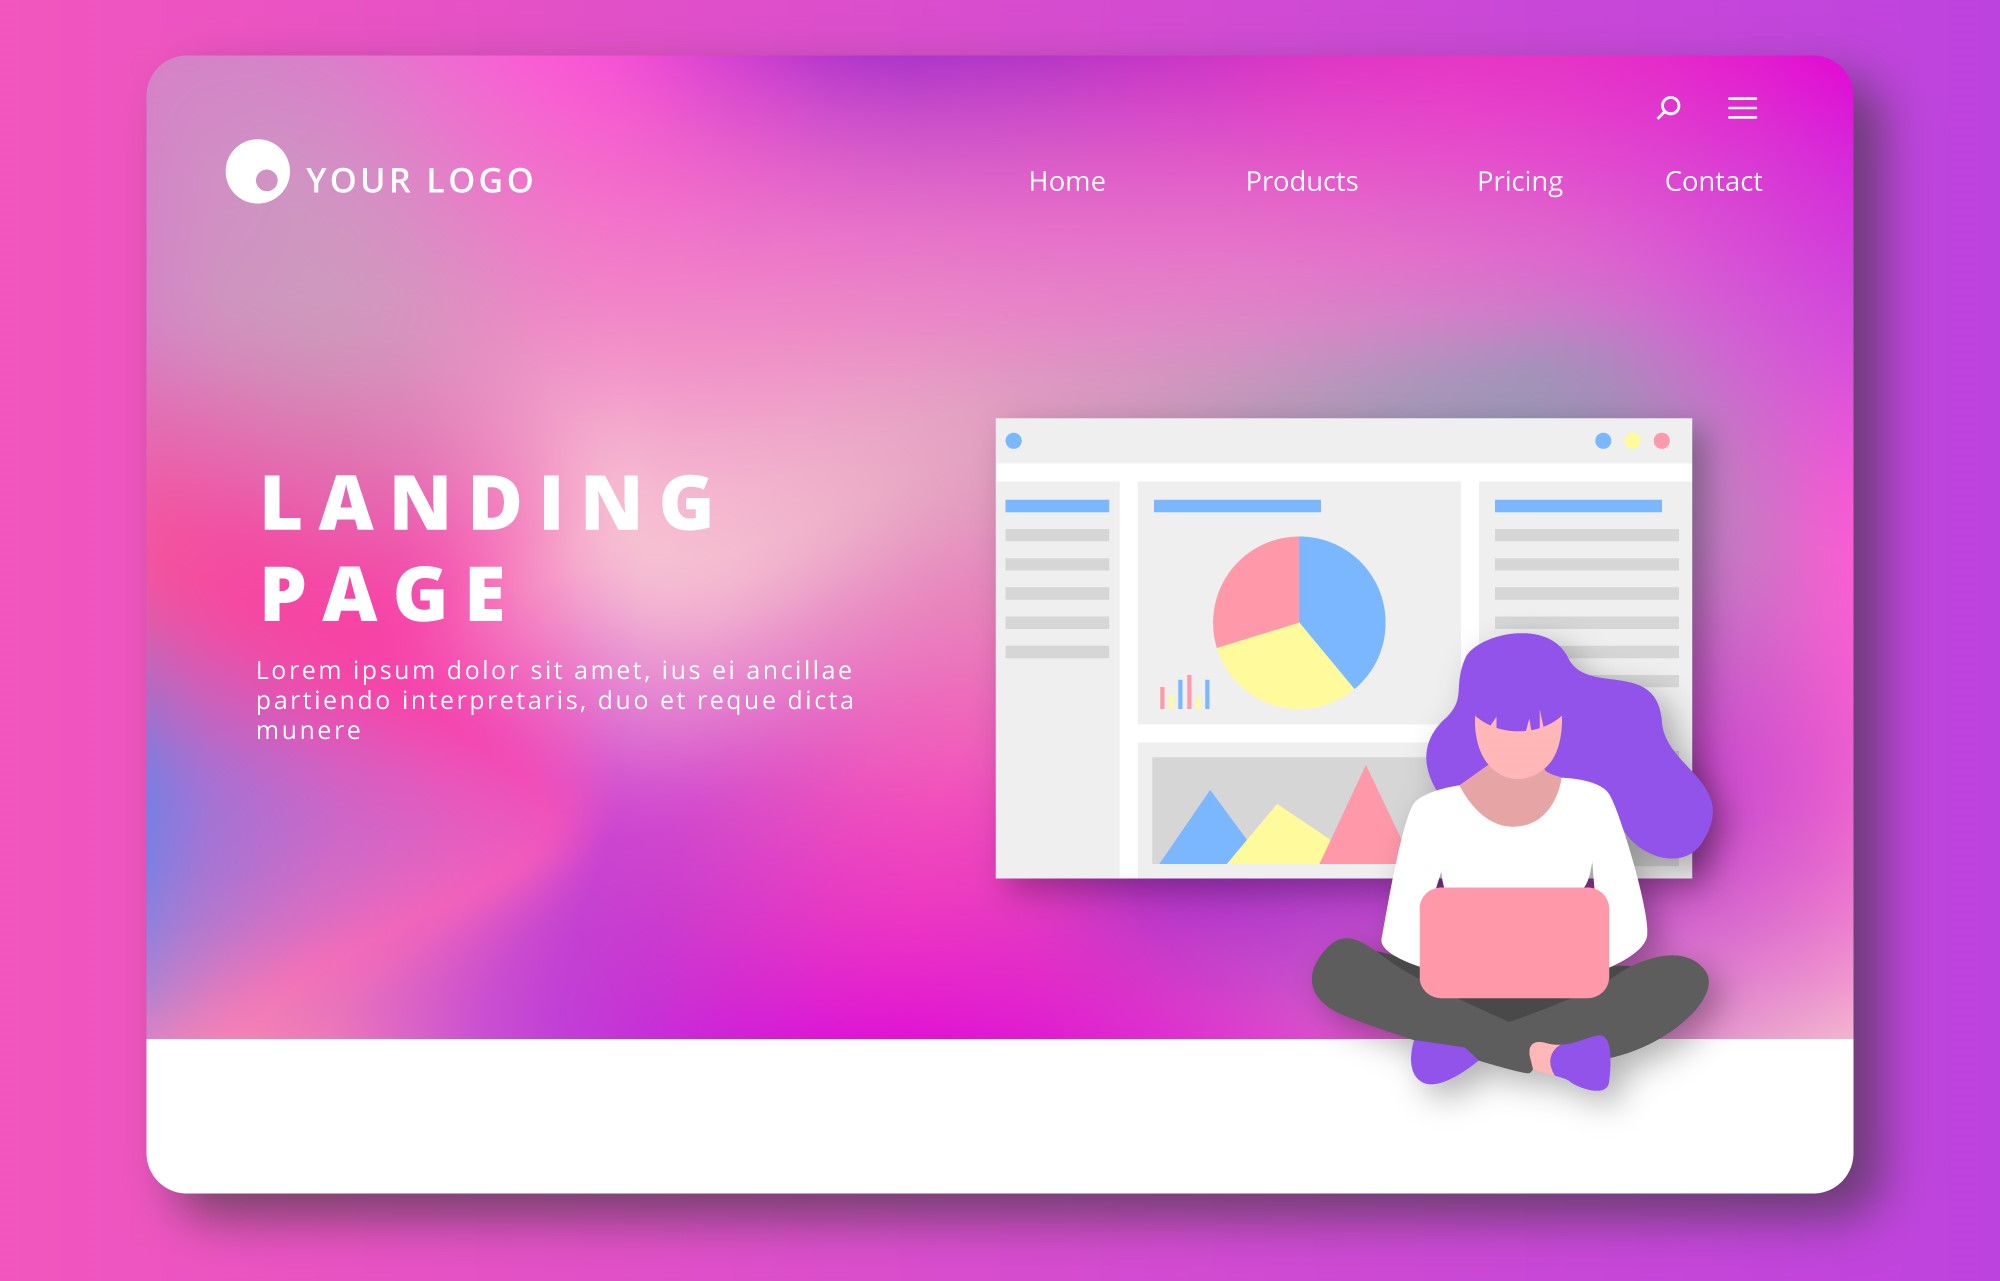 YOUR LOGO
Home Products Pricing Contact
LANDING
PAGE
Lorem ipsum dolor sit amet, ius ei ancillae
partiendo interpretaris, duo et reque dicta
munere